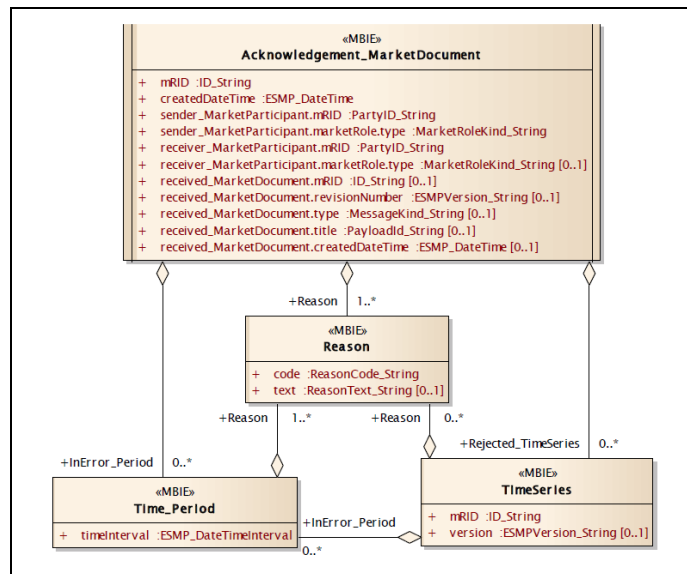 «MBIE»
Acknowledgement_MarketDocument
+ mRID :ID_String
+ createdDateTime :ESMP_DateTime
+ sender_MarketParticipant.mRID :PartyID_String
+ sender_MarketParticipant.marketRole.type :MarketRoleKind_String
+ receiver_MarketParticipant.mRID :PartyID_String
+ receiver_MarketParticipant.marketRole.type :MarketRoleKind_String [0..1]
+ received_MarketDocument.mRID :ID_String [0..1]
+ received_MarketDocument.revisionNumber :ESMPVersion_String [0..1]
+ received_MarketDocument.type :MessageKind_String [0..1]
+ received_MarketDocument.title :PayloadId_String [0..1]
+ received_MarketDocument.createdDateTime :ESMP_DateTime [0..1]
+Reason 1..*
«MBIE»
Reason
+ code :ReasonCode_String
+ text :ReasonText_String [0..1]
+Reason +Reason
1..* 0..*
+Rejected_TimeSeries 0..*
+InError_Period 0..*
«MBIE»
Time_Period
+ timeInterval :ESMP_DateTimeInterval
+InError_Period
0..*
«MBIE»
TimeSeries
+ mRID :ID_String
+ version :ESMPVersion_String [0..1]